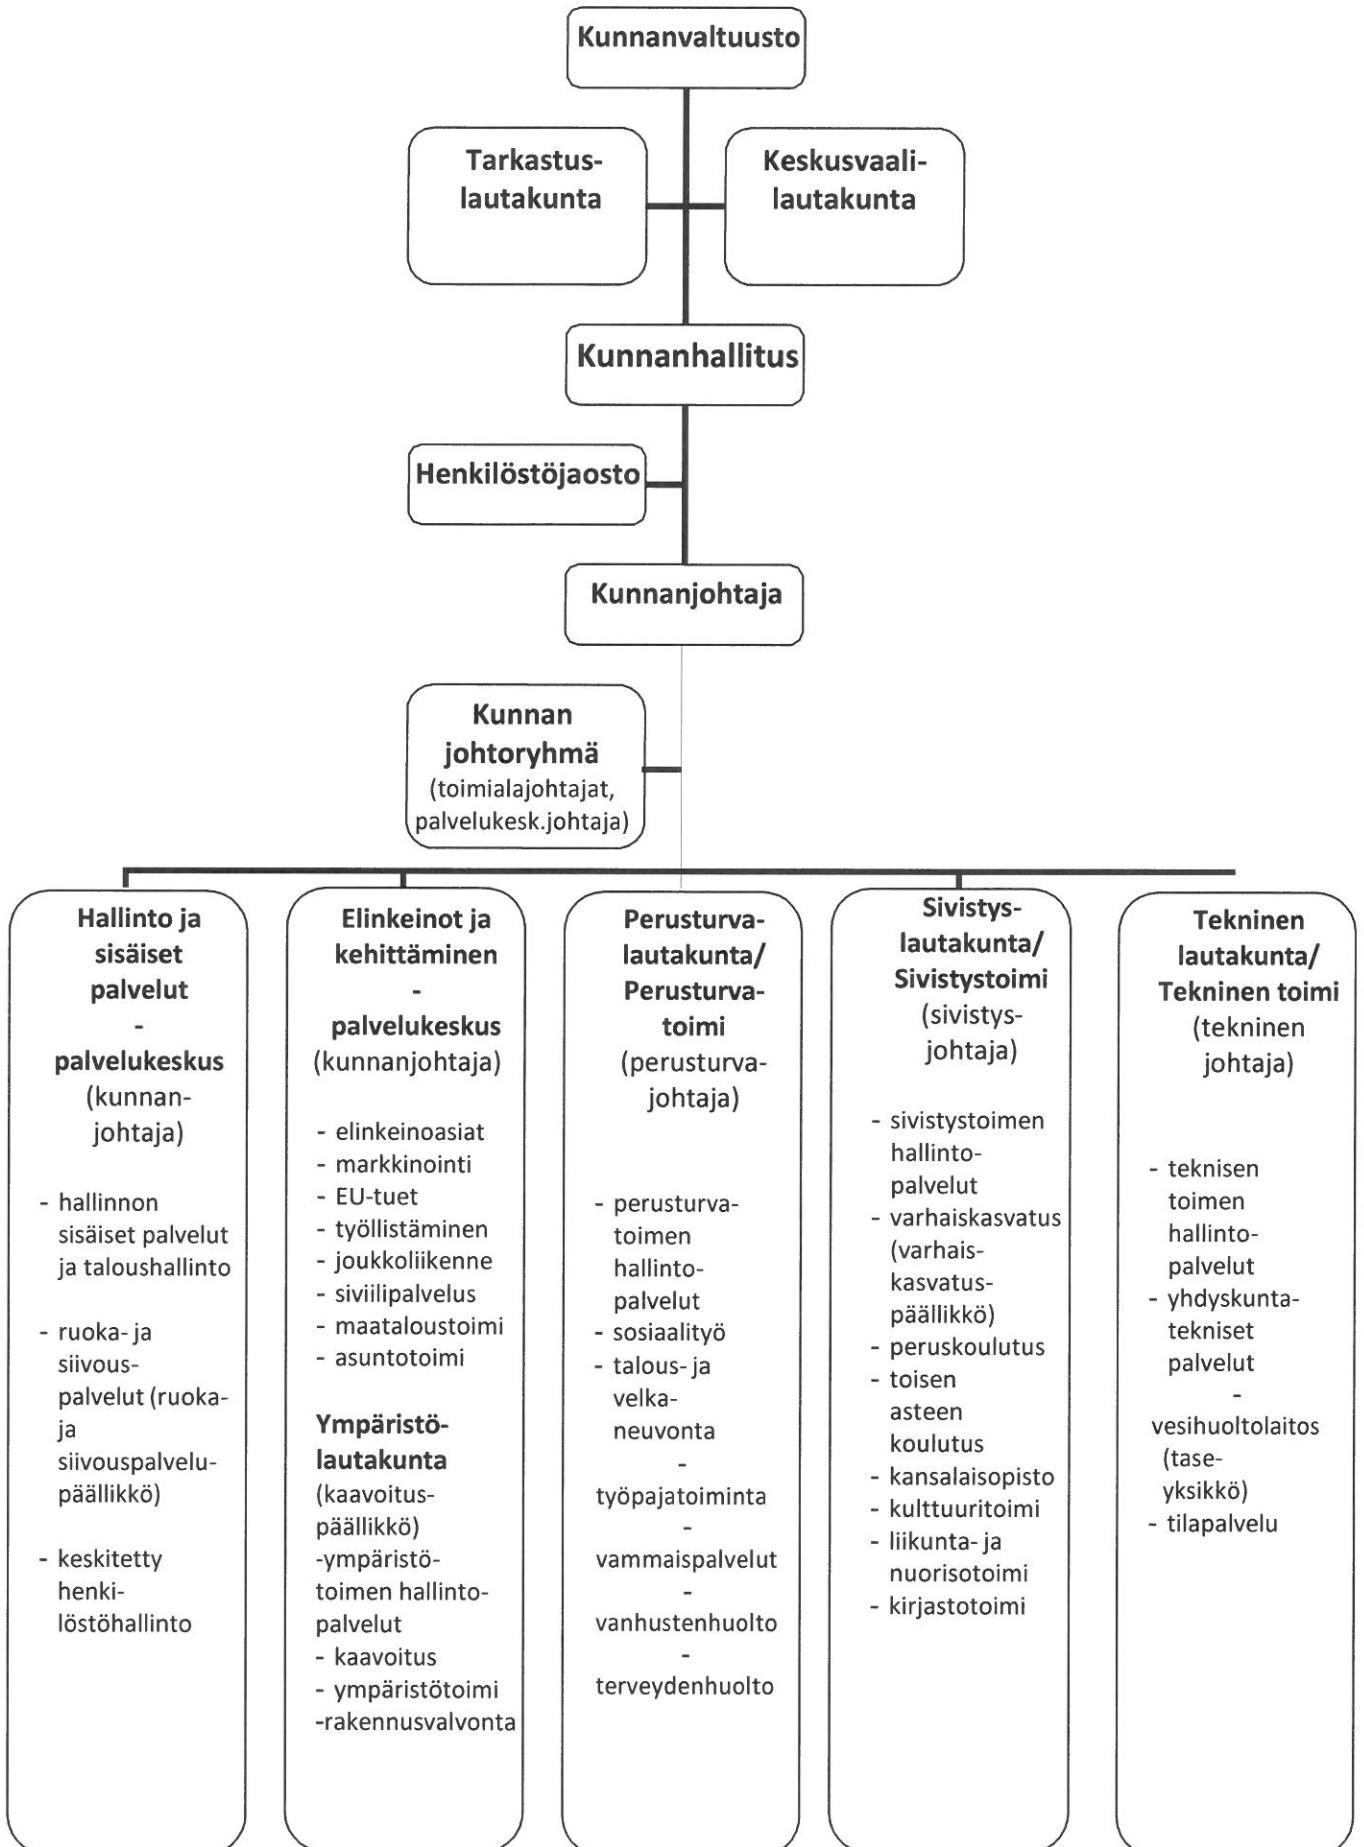 Kunnanvaltuusto
Tarkastus-
lautakunta
Keskusvaali-
lautakunta
Kunnanhallitus
Henkilöstöjaosto
Kunnanjohtaja
Kunnan
johtoryhmä
(toimialajohtajat,
palvelukesk.johtaja)
Hallinto ja
sisäiset
palvelut
-
palvelukeskus
(kunnan-
johtaja)
- hallinnon
sisäiset palvelut
ja taloushallinto
- ruoka- ja
siivous-
palvelut (ruoka-
ja
siivouspalvelu-
päällikkö)
- keskitetty
henki-
löstöhallinto
Elinkeinot ja
kehittäminen
-
palvelukeskus
(kunnanjohtaja)
- elinkeinoasiat
- markkinointi
- EU-tuet
- työllistäminen
- joukkoliikenne
- siviilipalvelus
- maataloustoimi
- asuntotoimi
Ympäristö-
lautakunta
(kaavoitus-
päällikkö)
-ympäristö-
toimen hallinto-
palvelut
- kaavoitus
- ympäristötoimi
-rakennusvalvonta
Perusturva-
lautakunta/
Perusturva-
toimi
(perusturva-
johtaja)
- perusturva-
toimen
hallinto-
palvelut
- sosiaalityö
- talous- ja
velka-
neuvonta
-
työpajatoiminta
-
vammaispalvelut
-
vanhustenhuolto
-
terveydenhuolto
Sivistys-
lautakunta/
Sivistystoimi
(sivistys-
johtaja)
- sivistystoimen
hallinto-
palvelut
- varhaiskasvatus
(varhais-
kasvatus-
päällikkö)
- peruskoulutus
- toisen
asteen
koulutus
- kansalaisopisto
- kulttuuritoimi
- liikunta- ja
nuorisotoimi
- kirjastotoimi
Tekninen
lautakunta/
Tekninen toimi
(tekninen
johtaja)
- teknisen
toimen
hallinto-
palvelut
- yhdyskunta-
tekniset
palvelut
-
vesihuoltolaitos
(tase-
yksikkö)
- tilapalvelu